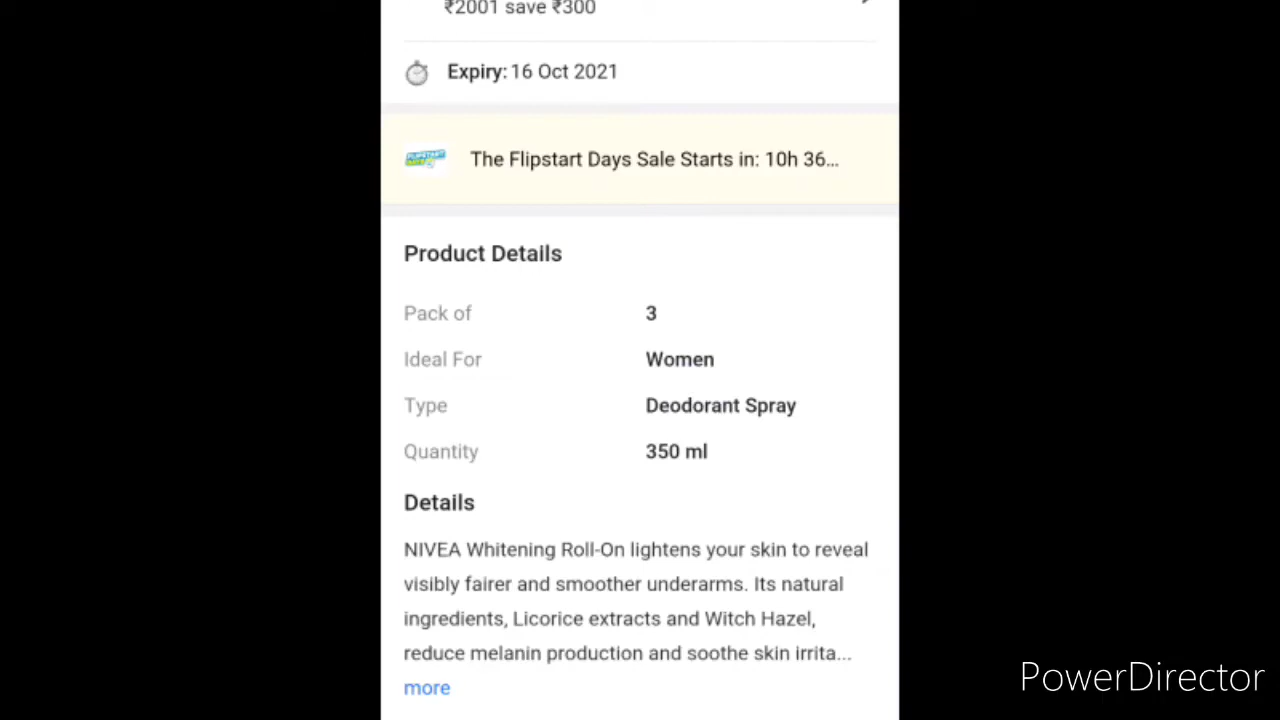 ₹2001 save ₹300
Expiry: 16 Oct 2021
FLIPSTART
The Flipstart Days Sale Starts in: 10h 36...
Product Details
Pack of 3
Ideal For Women
Type Deodorant Spray
Quantity 350 ml
Details
NIVEA Whitening Roll-On lightens your skin to reveal
visibly fairer and smoother underarms. Its natural
ingredients, Licorice extracts and Witch Hazel,
reduce melanin production and soothe skin irrita...
more
PowerDirector